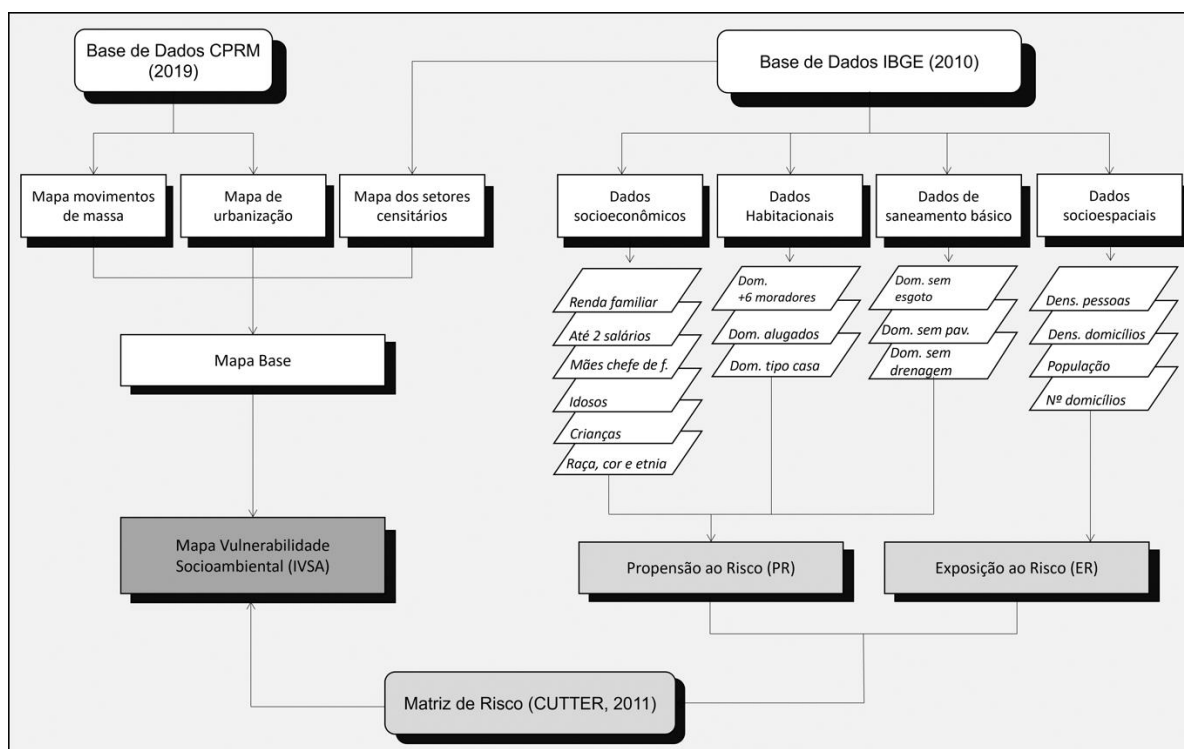 Base de Dados CPRM
(2019)
Base de Dados IBGE (2010)
Mapa movimentos
de massa
Mapa de
urbanização
Mapa dos setores
censitários
Dados
socioeconômicos
Dados
Habitacionais
Dados de
saneamento básico
Dados
socioespaciais
Renda familiar
Até 2 salários
Mães chefe de f.
Idosos
Crianças
Raça, cor e etnia
Dom.
+6 moradores
Dom. alugados
Dom. tipo casa
Dom. sem
esgoto
Dom. sem pav.
Dom. sem
drenagem
Dens. pessoas
Dens. domicílios
População
Nº domicílios
Mapa Base
Mapa Vulnerabilidade
Socioambiental (IVSA)
Propensão ao Risco (PR)
Exposição ao Risco (ER)
Matriz de Risco (CUTTER, 2011)